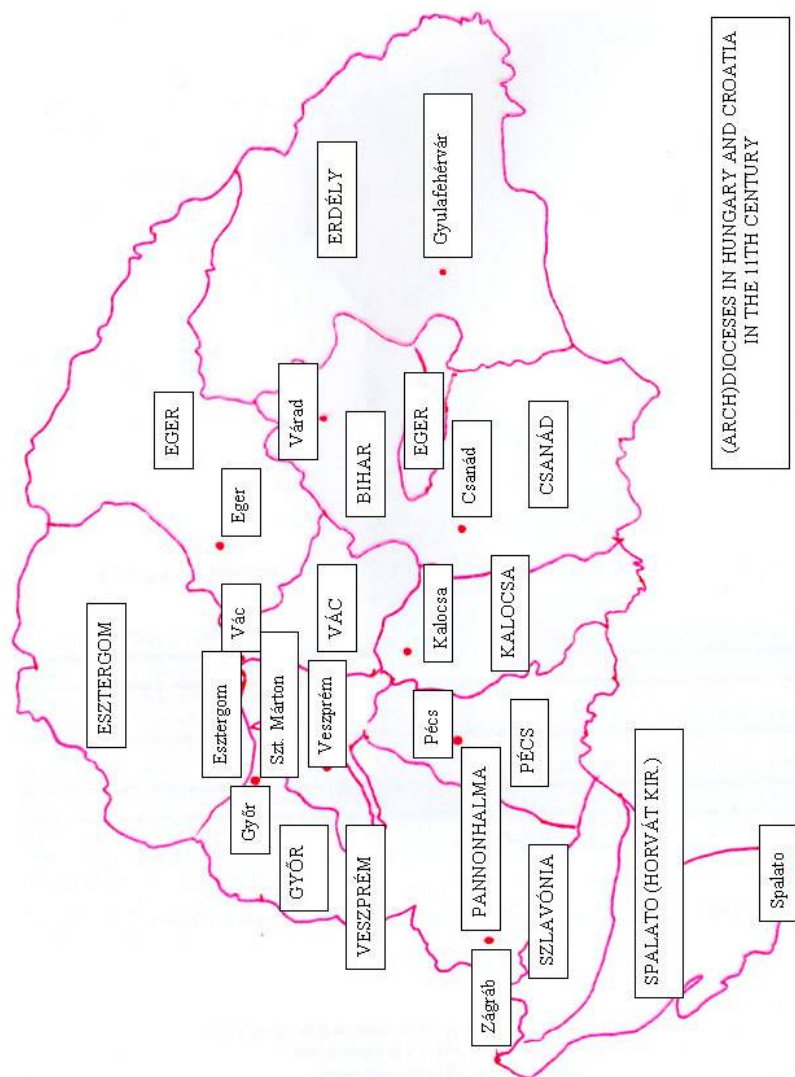 ESZTERGOM
EGER
ERDÉLY
Esztergom
Vác
Eger
Győr
Szt. Márton
Várad
Gyulafehérvár
GYŐR
Veszprém
VÁC
BIHAR
VESZPRÉM
EGER
Pécs
Kalocsa
Csanád
PANNONHALMA
Zágráb
SZLAVÓNIA
PÉCS
KALOCSA
CSANÁD
SPALATO (HORVÁT KIR.)
Spalato
(ARCH)DIOCESES IN HUNGARY AND CROATIA
IN THE 11TH CENTURY